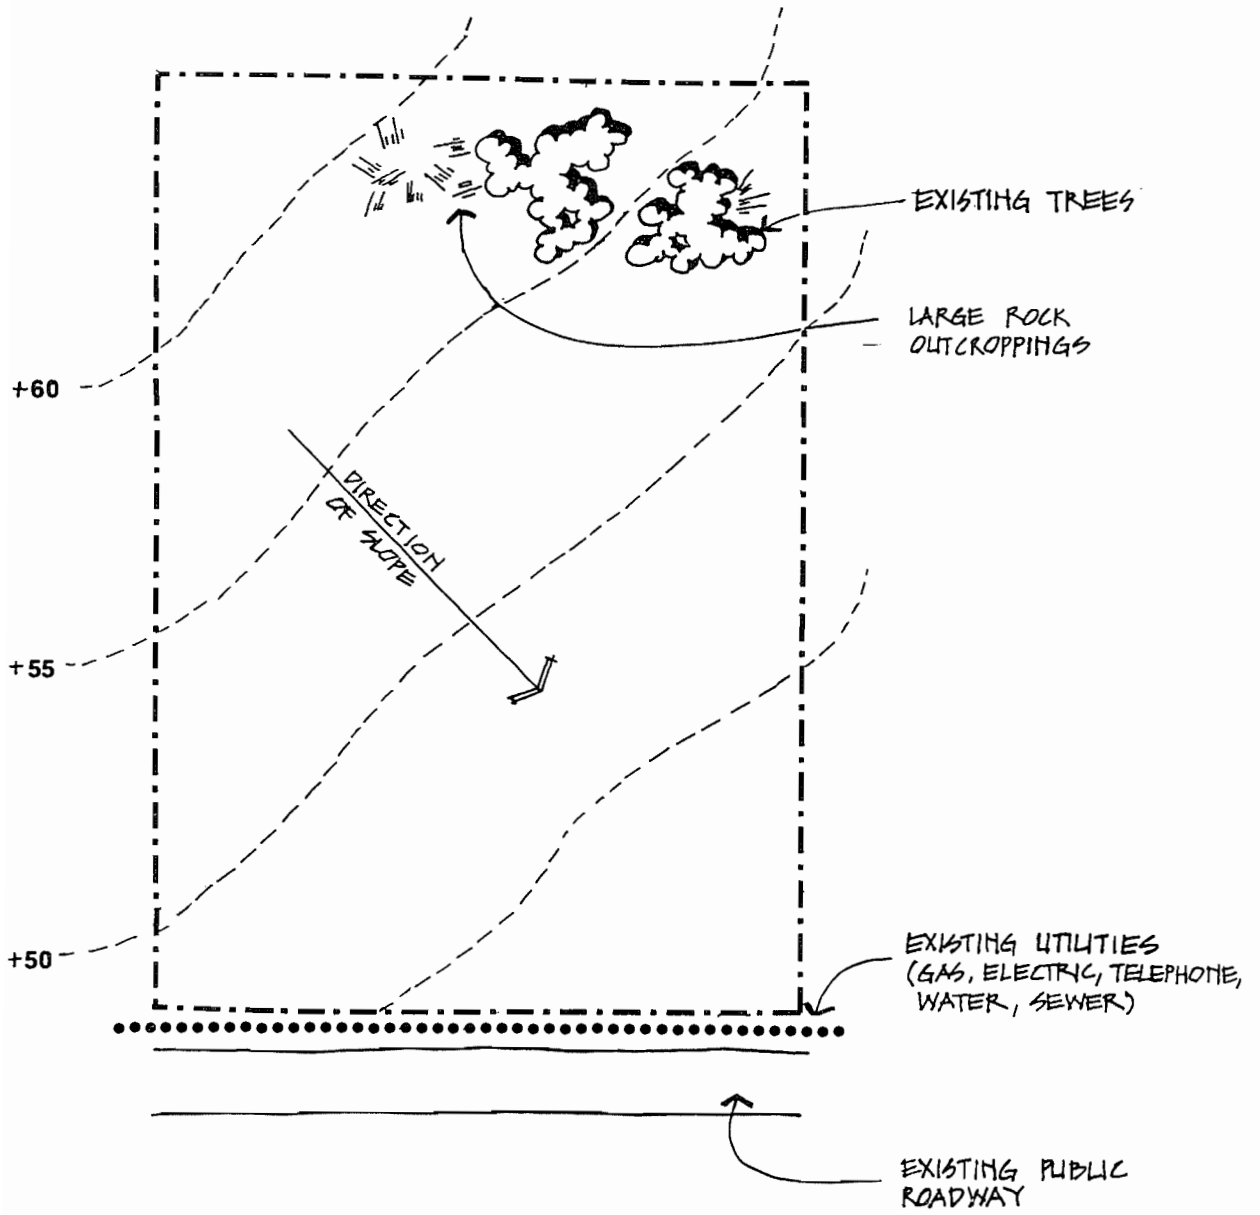 EXISTING TREES
LARGE ROCK
OUTCROPPINGS
+60
DIRECTION
OF SLOPE
+55
+50
EXISTING UTILITIES
(GAS, ELECTRIC, TELEPHONE,
WATER, SEWER)
EXISTING PUBLIC
ROADWAY